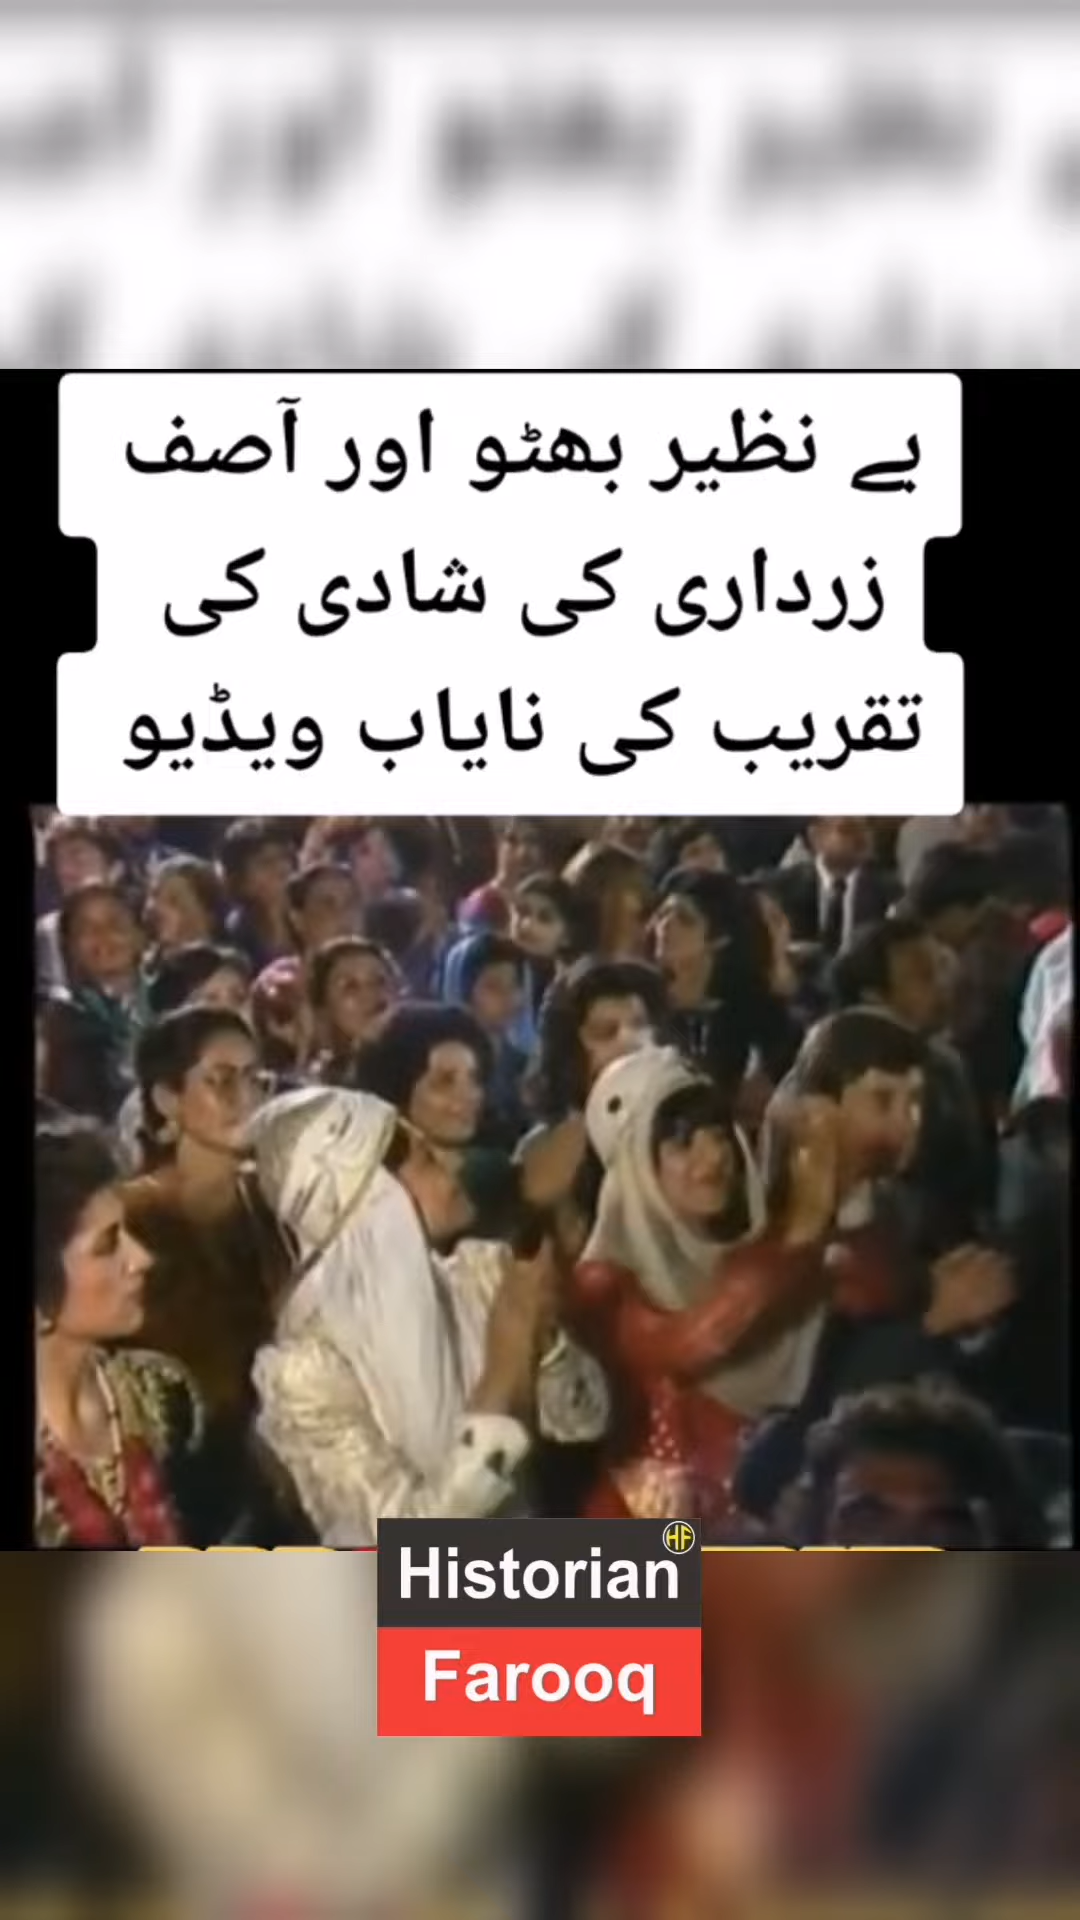 بے نظیر بھٹو اور آصف
زرداری کی شادی کی
تقریب کی نایاب ویڈیو
HF
Historian
Farooq